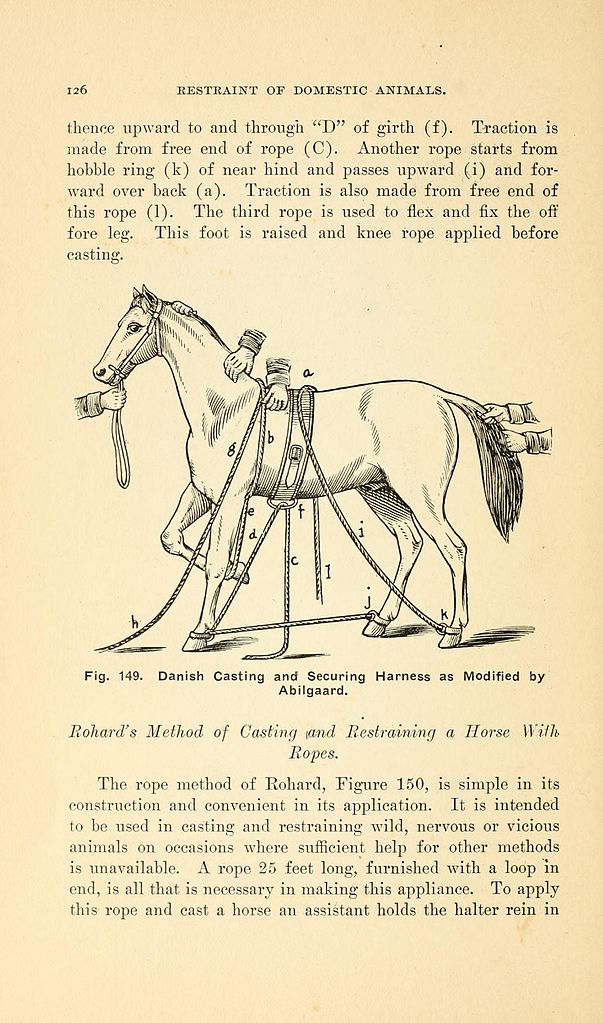 126 RESTRAINT OF DOMESTIC ANIMALS.
thence upward to and through “D” of girth (f). Traction is
made from free end of rope (C). Another rope starts from
hobble ring (k) of near hind and passes upward (i) and for-
ward over back (a). Traction is also made from free end of
this rope (l). The third rope is used to flex and fix the off
fore leg. This foot is raised and knee rope applied before
casting.
a
g
b
e
f
d
i
c
l
j
h
k
Fig. 149. Danish Casting and Securing Harness as Modified by
Abilgaard.
Rohard's Method of Casting and Restraining a Horse With
Ropes.
The rope method of Rohard, Figure 150, is simple in its
construction and convenient in its application. It is intended
to be used in casting and restraining wild, nervous or vicious
animals on occasions where sufficient help for other methods
is unavailable. A rope 25 feet long, furnished with a loop in
end, is all that is necessary in making this appliance. To apply
this rope and cast a horse an assistant holds the halter rein in